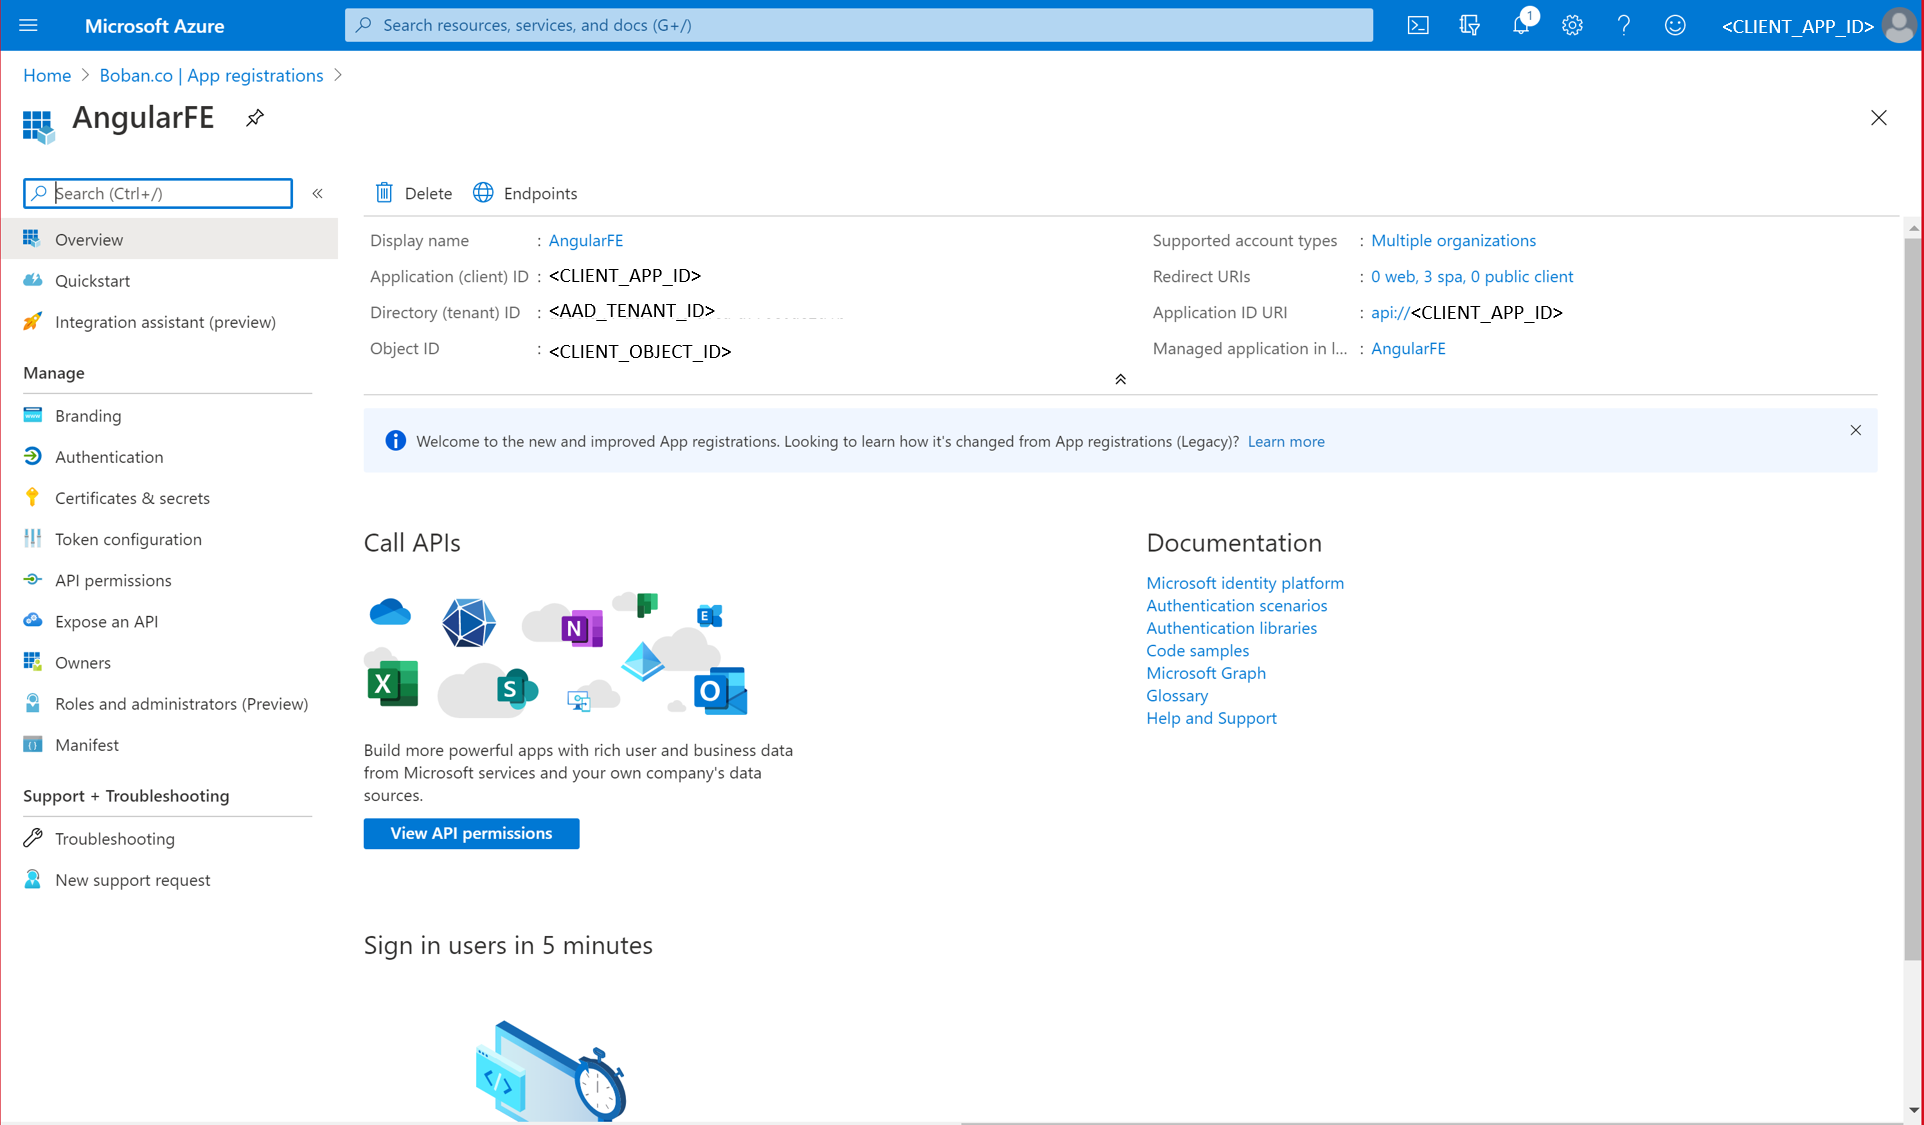 Microsoft Azure
Search resources, services, and docs (G+/)
1
<CLIENT_APP_ID>
Home > Boban.co | App registrations >
AngularFE
Search (Ctrl+/)
«
Delete
Endpoints
Overview
Quickstart
Integration assistant (preview)
Manage
Branding
Authentication
Certificates & secrets
Token configuration
API permissions
Expose an API
Owners
Roles and administrators (Preview)
Manifest
Support + Troubleshooting
Troubleshooting
New support request
Display name : AngularFE
Application (client) ID : <CLIENT_APP_ID>
Directory (tenant) ID : <AAD_TENANT_ID>
Object ID : <CLIENT_OBJECT_ID>
Supported account types : Multiple organizations
Redirect URIs : 0 web, 3 spa, 0 public client
Application ID URI : api://<CLIENT_APP_ID>
Managed application in l... : AngularFE
Welcome to the new and improved App registrations. Looking to learn how it's changed from App registrations (Legacy)? Learn more
Call APIs
N
E
X
S
O
Build more powerful apps with rich user and business data
from Microsoft services and your own company's data
sources.
View API permissions
Documentation
Microsoft identity platform
Authentication scenarios
Authentication libraries
Code samples
Microsoft Graph
Glossary
Help and Support
Sign in users in 5 minutes